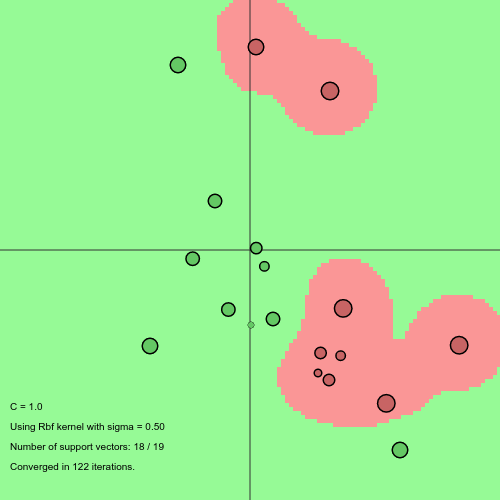 C = 1.0
Using Rbf kernel with sigma = 0.50
Number of support vectors: 18 / 19
Converged in 122 iterations.